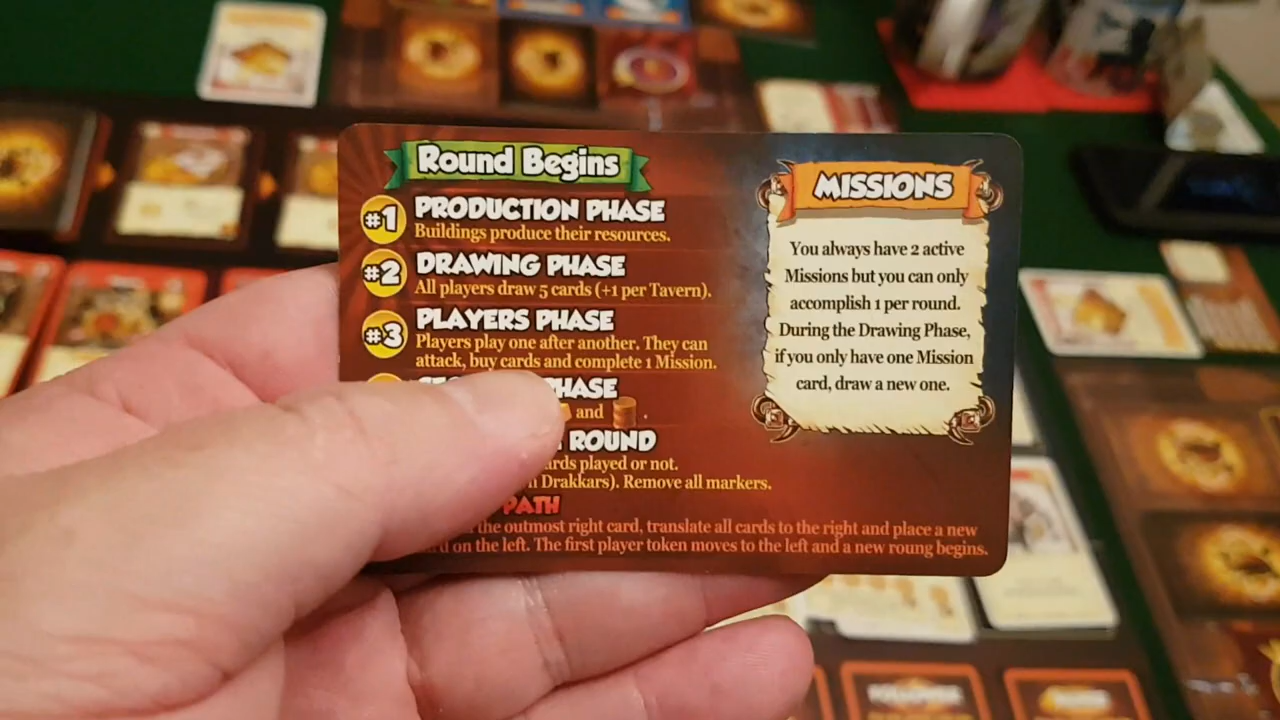 Round Begins
#1 PRODUCTION PHASE
Buildings produce their resources.
#2 DRAWING PHASE
All players draw 5 cards (+1 per Tavern).
#3 PLAYERS PHASE
Players play one after another. They can
attack, buy cards and complete 1 Mission.
PHASE
and .
ROUND
played or not.
Drakkars). Remove all markers.
PATH
the outmost right card, translate all cards to the right and place a new
on the left. The first player token moves to the left and a new roung begins.
MISSIONS
You always have 2 active
Missions but you can only
accomplish 1 per round.
During the Drawing Phase,
if you only have one Mission
card, draw a new one.